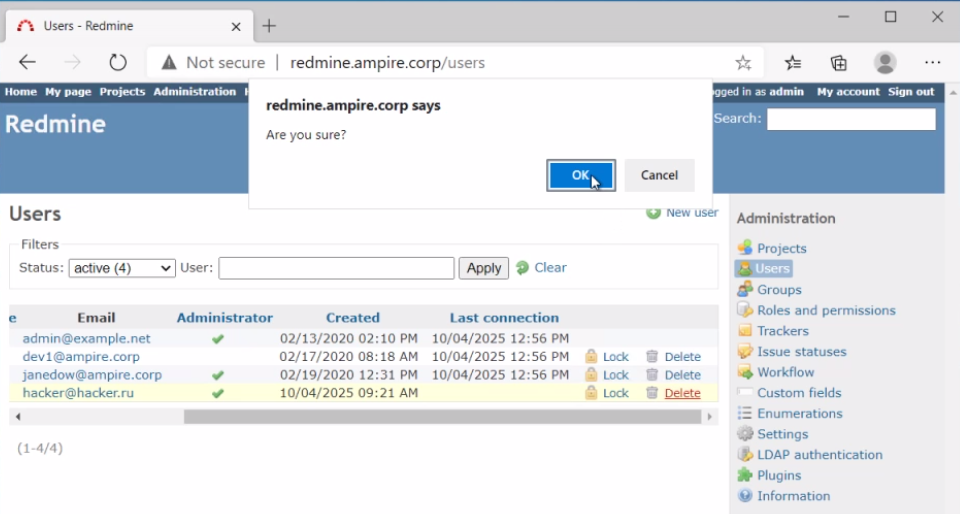 Users - Redmine
Not secure | redmine.ampire.corp/users
Home My page Projects Administration
ogged in as admin My account Sign out
redmine.ampire.corp says
Are you sure?
OK Cancel
Redmine
Search:
Users
New user
Filters
Status: active (4) User: Apply Clear
e Email Administrator Created Last connection
admin@example.net 02/13/2020 02:10 PM 10/04/2025 12:56 PM
dev1@ampire.corp 02/17/2020 08:18 AM 10/04/2025 12:56 PM Lock Delete
janedow@ampire.corp 02/19/2020 12:31 PM 10/04/2025 12:56 PM Lock Delete
hacker@hacker.ru 10/04/2025 09:21 AM Lock Delete
(1-4/4)
Administration
Projects
Users
Groups
Roles and permissions
Trackers
Issue statuses
Workflow
Custom fields
Enumerations
Settings
LDAP authentication
Plugins
Information